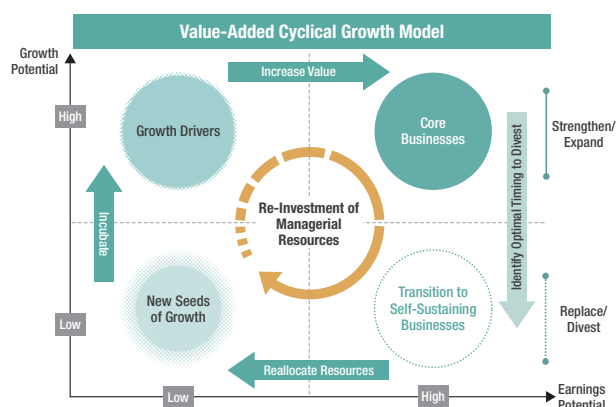 Value-Added Cyclical Growth Model
Growth
Potential
High
Low
Increase Value
Growth Drivers
Core
Businesses
Strengthen/
Expand
Identify Optimal Timing to Divest
Incubate
Re-Investment of
Managerial
Resources
New Seeds
of Growth
Transition to
Self-Sustaining
Businesses
Replace/
Divest
Reallocate Resources
Low
High
Earnings
Potential